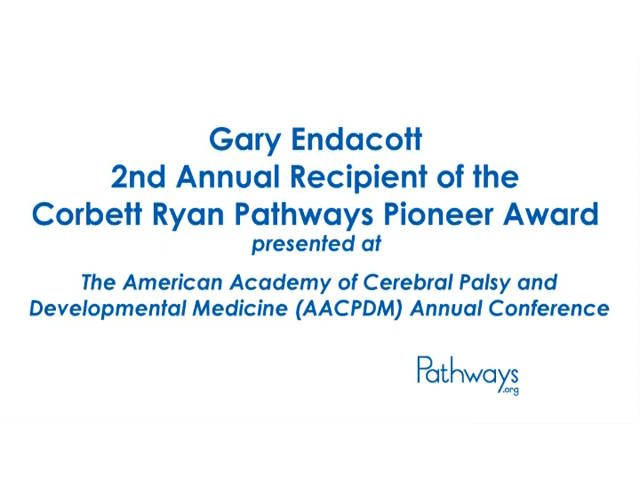 Gary Endacott
2nd Annual Recipient of the
Corbett Ryan Pathways Pioneer Award
presented at
The American Academy of Cerebral Palsy and
Developmental Medicine (AACPDM) Annual Conference
Pathways
.org